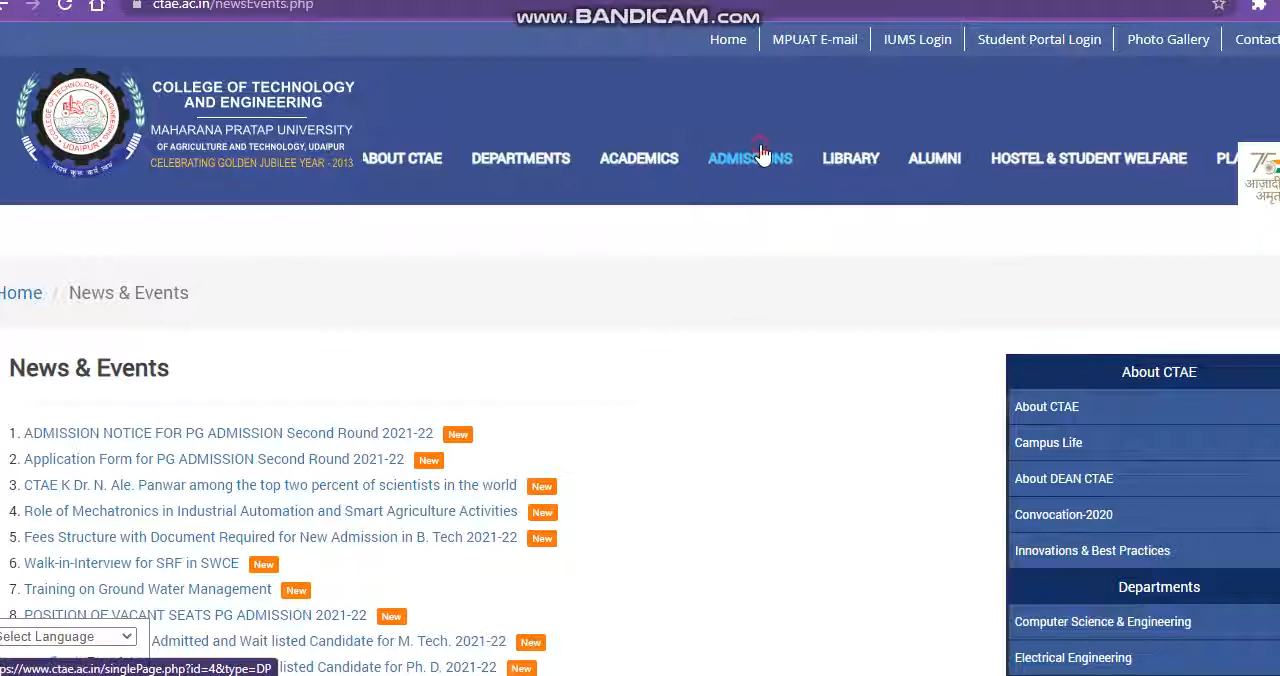 ctae.ac.in/newsEvents.php
www.BANDICAM.com
Home
MPUAT E-mail
IUMS Login
Student Portal Login
Photo Gallery
Contact
COLLEGE OF TECHNOLOGY & ENGINEERING
UDAIPUR
COLLEGE OF TECHNOLOGY
AND ENGINEERING
MAHARANA PRATAP UNIVERSITY
OF AGRICULTURE AND TECHNOLOGY, UDAIPUR
CELEBRATING GOLDEN JUBILEE YEAR - 2013
ABOUT CTAE
DEPARTMENTS
ACADEMICS
ADMISSIONS
LIBRARY
ALUMNI
HOSTEL & STUDENT WELFARE
PLA
75
Home / News & Events
News & Events
1. ADMISSION NOTICE FOR PG ADMISSION Second Round 2021-22 New
2. Application Form for PG ADMISSION Second Round 2021-22 New
3. CTAE K Dr. N. Ale. Panwar among the top two percent of scientists in the world New
4. Role of Mechatronics in Industrial Automation and Smart Agriculture Activities New
5. Fees Structure with Document Required for New Admission in B. Tech 2021-22 New
6. Walk-in-Interview for SRF in SWCE New
7. Training on Ground Water Management New
8. POSITION OF VACANT SEATS PG ADMISSION 2021-22 New
Admitted and Wait listed Candidate for M. Tech. 2021-22 New
listed Candidate for Ph. D. 2021-22 New
Select Language
ps://www.ctae.ac.in/singlePage.php?id=4&type=DP
About CTAE
About CTAE
Campus Life
About DEAN CTAE
Convocation-2020
Innovations & Best Practices
Departments
Computer Science & Engineering
Electrical Engineering